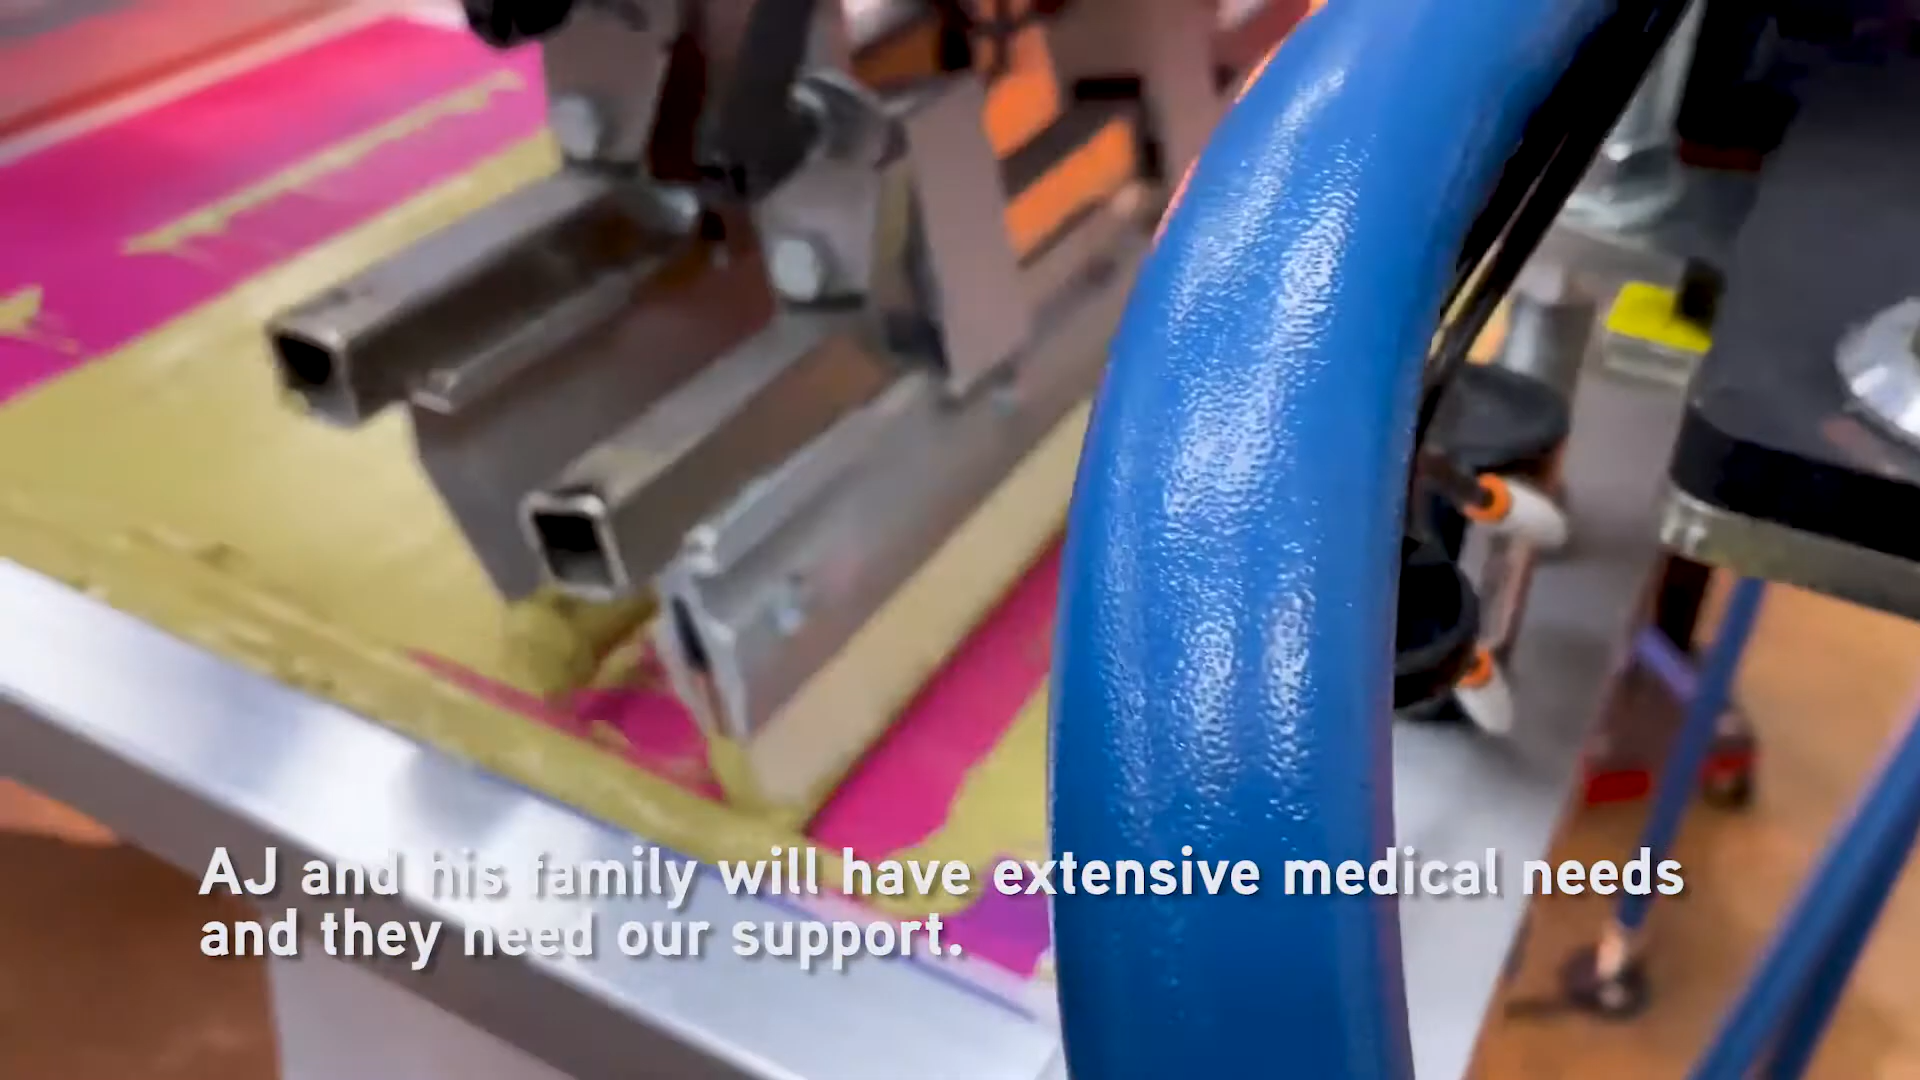 AJ and his family will have extensive medical needs
and they need our support.